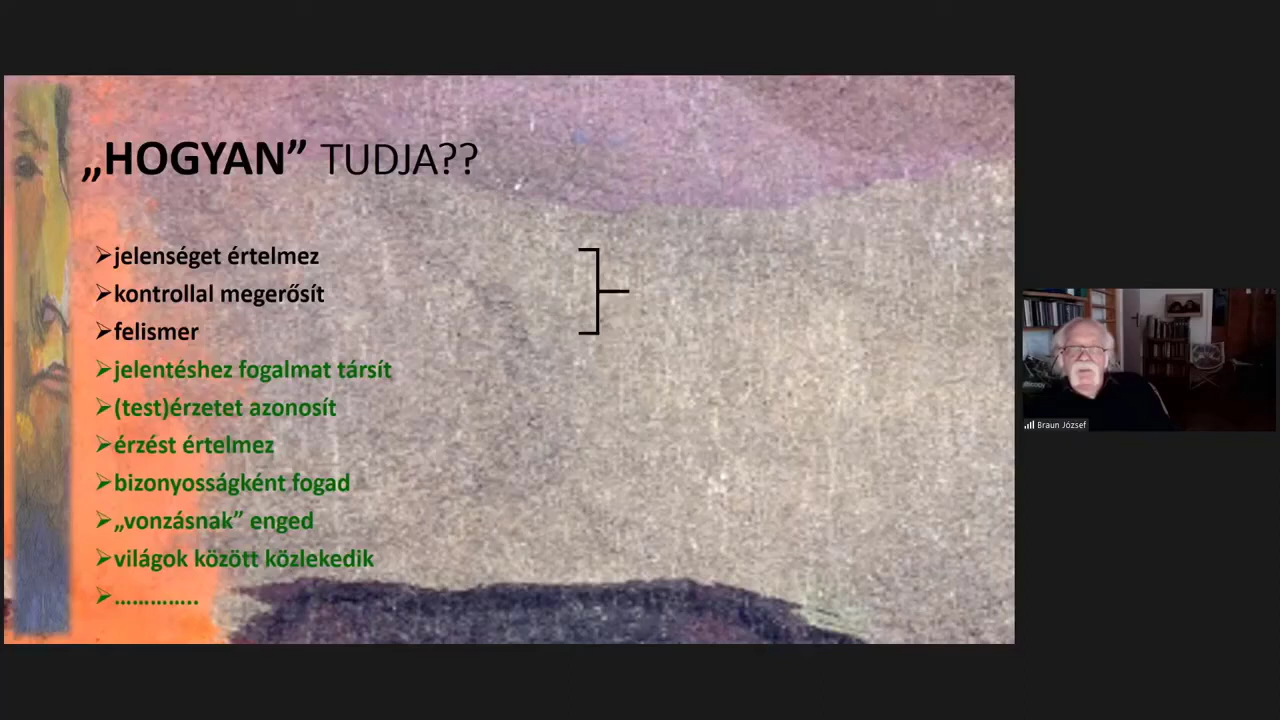 „HOGYAN” TUDJA??
➢jelenséget értelmez
➢kontrollal megerősít
➢felismer
➢jelentéshez fogalmat társít
➢(test)érzetet azonosít
➢érzést értelmez
➢bizonyosságként fogad
➢„vonzásnak” enged
➢világok között közlekedik
➢…………..
Braun József